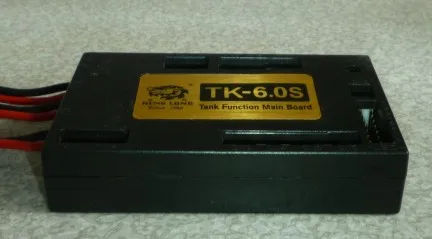 TK-6.0S
HENG LONG
Tank Function Main Board